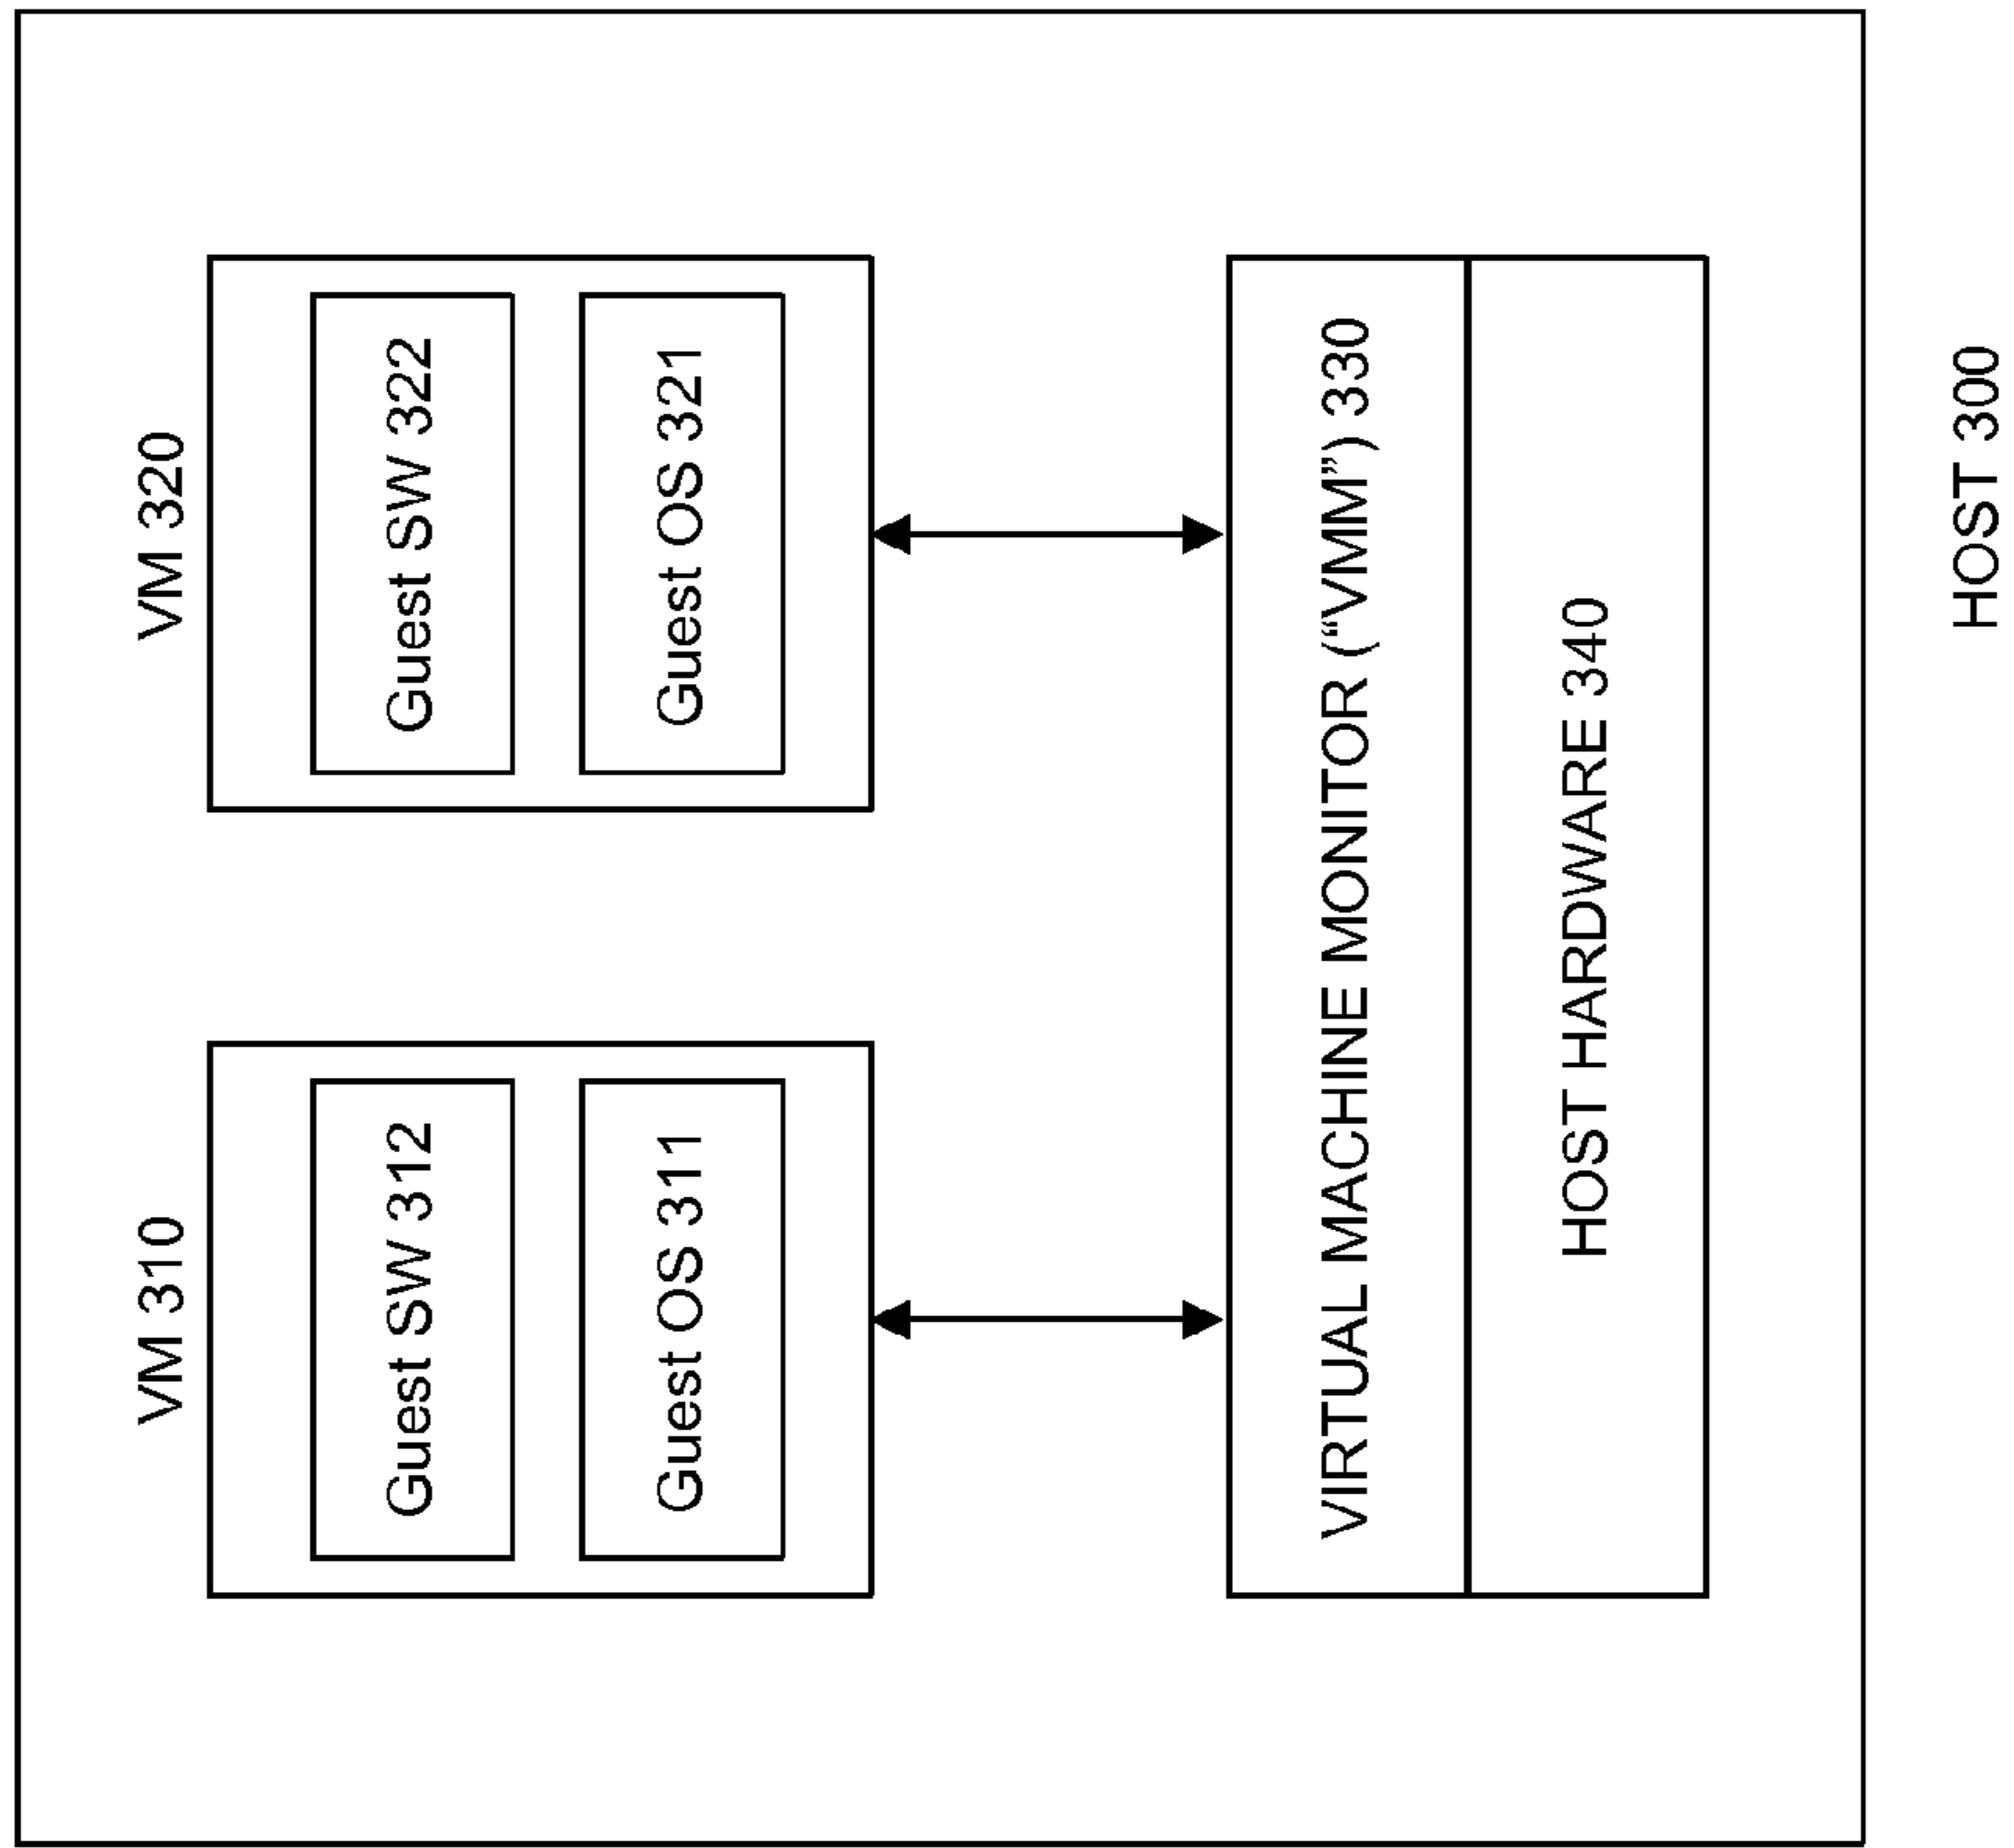 VM 310
VM 320
Guest SW 312
Guest SW 322
Guest OS 311
Guest OS 321
VIRTUAL MACHINE MONITOR (“VMM”) 330
HOST HARDWARE 340
HOST 300